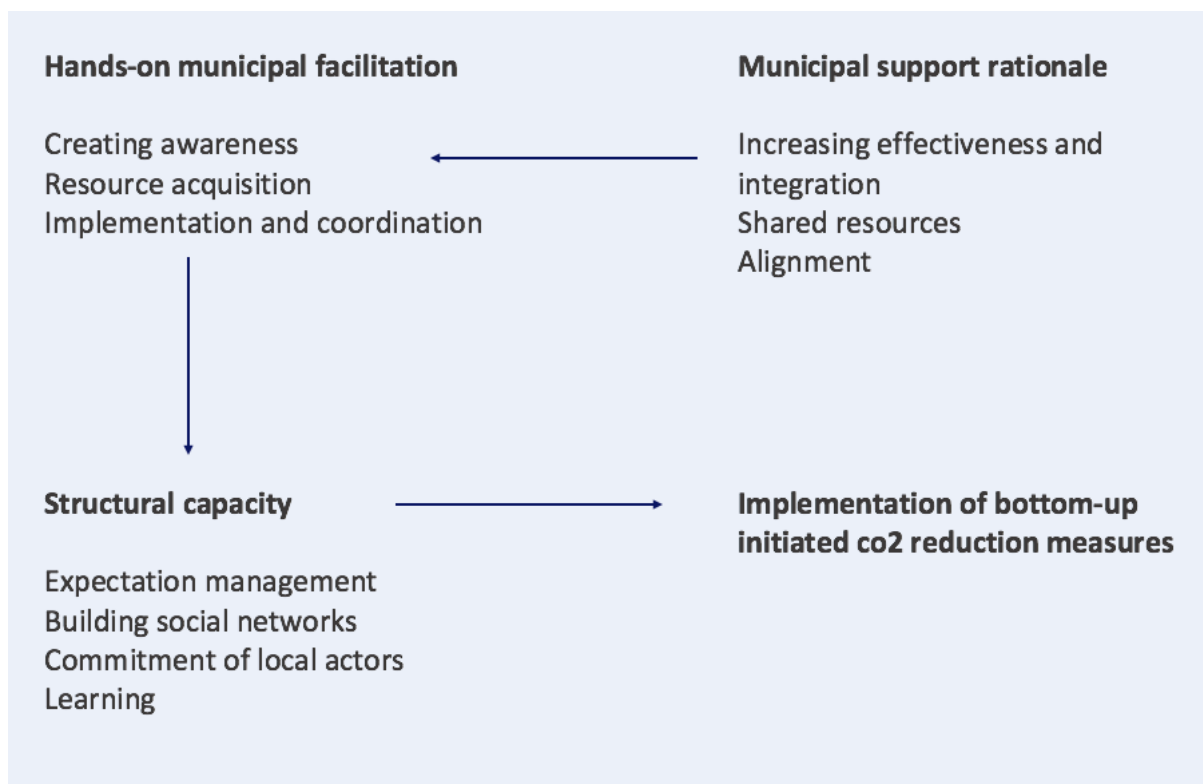 Hands-on municipal facilitation
Creating awareness
Resource acquisition
Implementation and coordination
Municipal support rationale
Increasing effectiveness and
integration
Shared resources
Alignment
Structural capacity
Expectation management
Building social networks
Commitment of local actors
Learning
Implementation of bottom-up
initiated co2 reduction measures